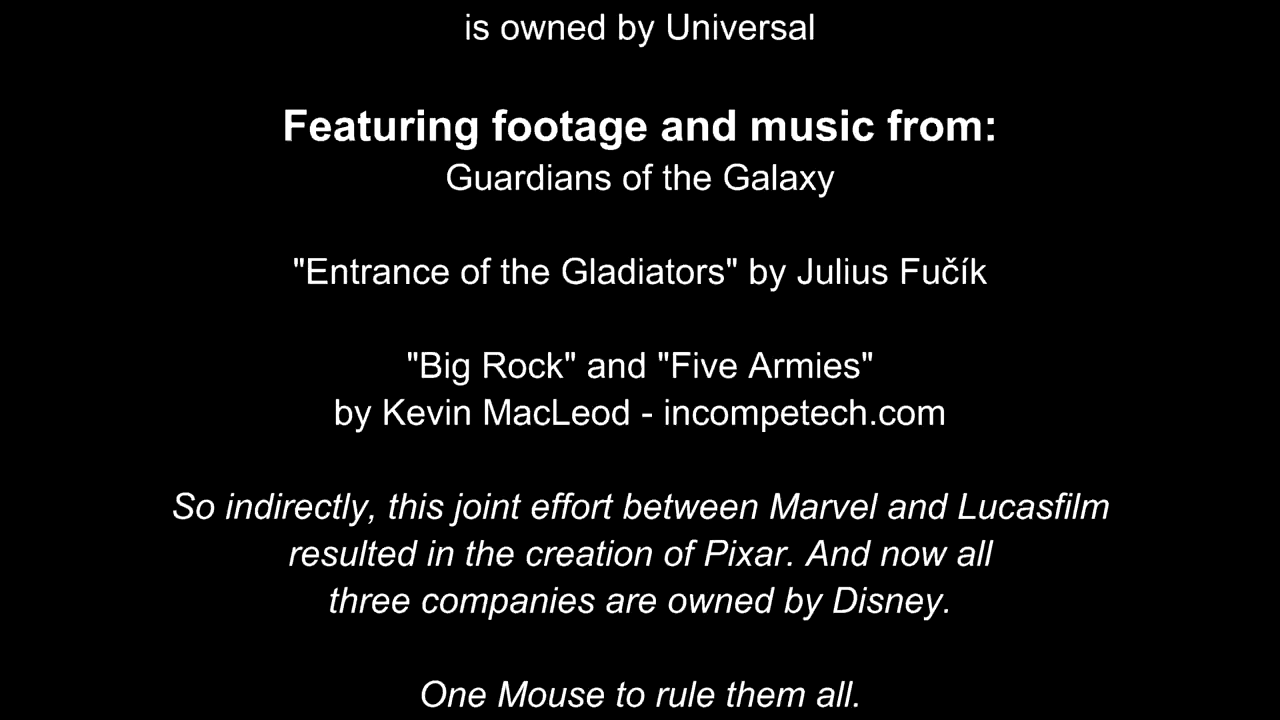 is owned by Universal
Featuring footage and music from:
Guardians of the Galaxy
"Entrance of the Gladiators" by Julius Fučík
"Big Rock" and "Five Armies"
by Kevin MacLeod - incompetech.com
So indirectly, this joint effort between Marvel and Lucasfilm
resulted in the creation of Pixar. And now all
three companies are owned by Disney.
One Mouse to rule them all.